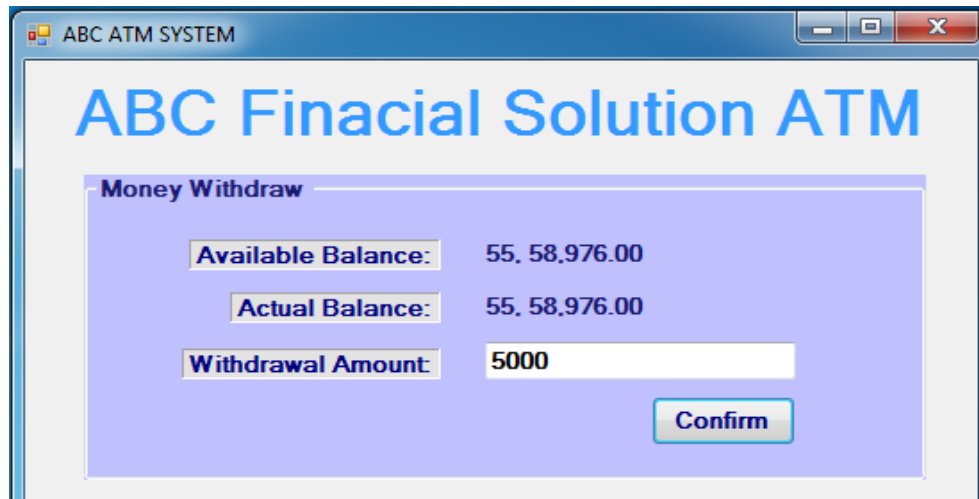 ABC ATM SYSTEM
ABC Finacial Solution ATM
Money Withdraw
Available Balance: 55, 58,976.00
Actual Balance: 55, 58,976.00
Withdrawal Amount: 5000
Confirm